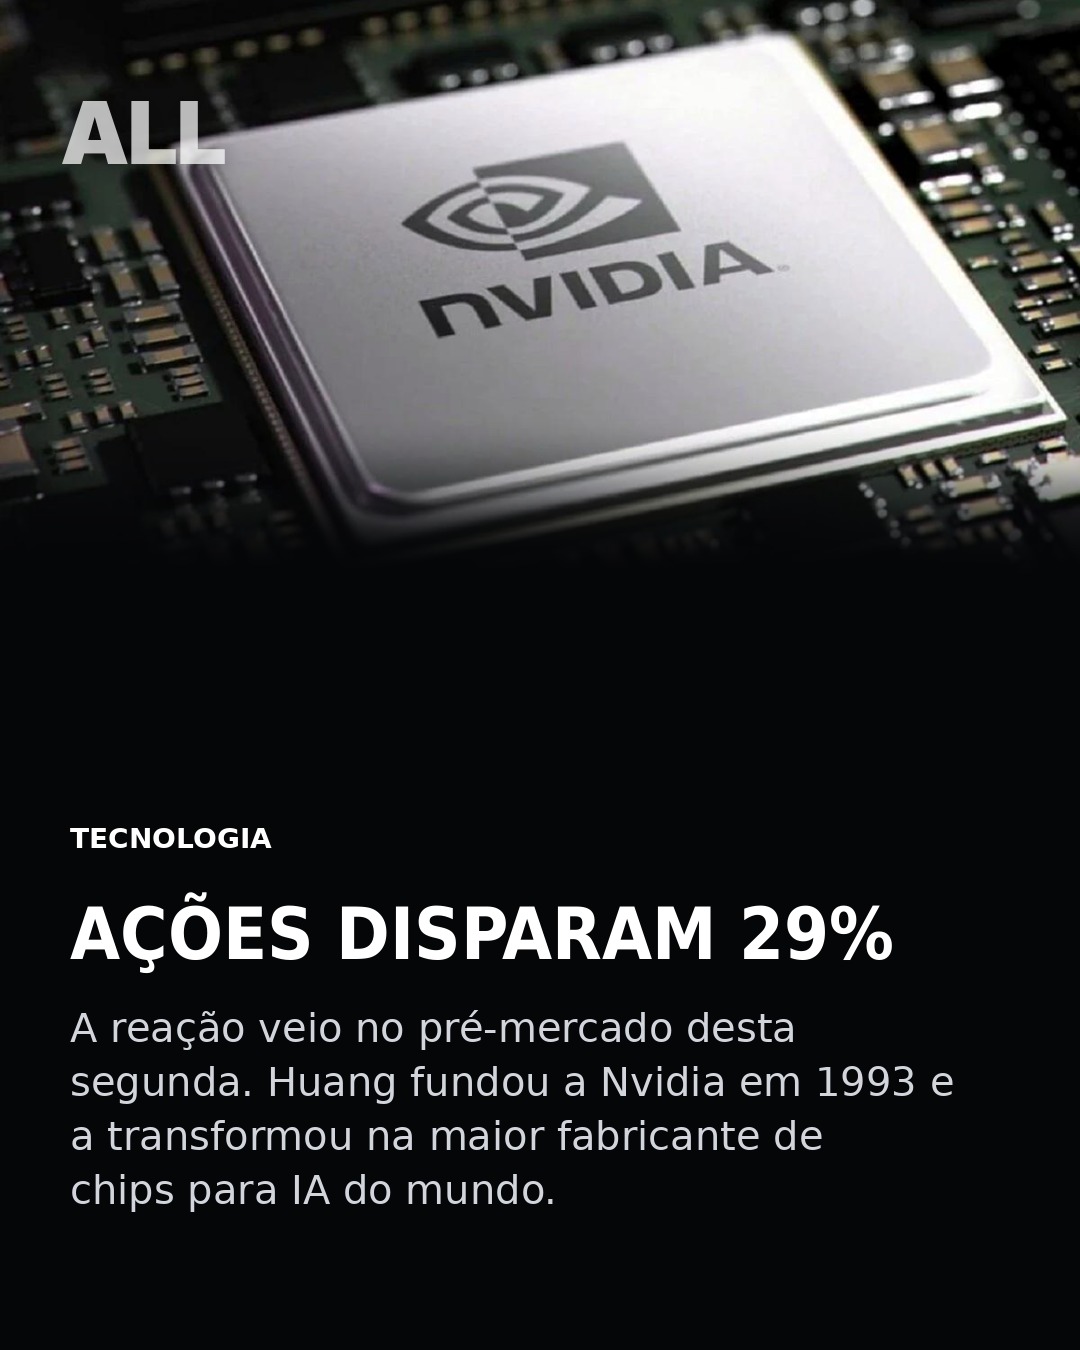 ALL
NVIDIA
TECNOLOGIA
AÇÕES DISPARAM 29%
A reação veio no pré-mercado desta
segunda. Huang fundou a Nvidia em 1993 e
a transformou na maior fabricante de
chips para IA do mundo.